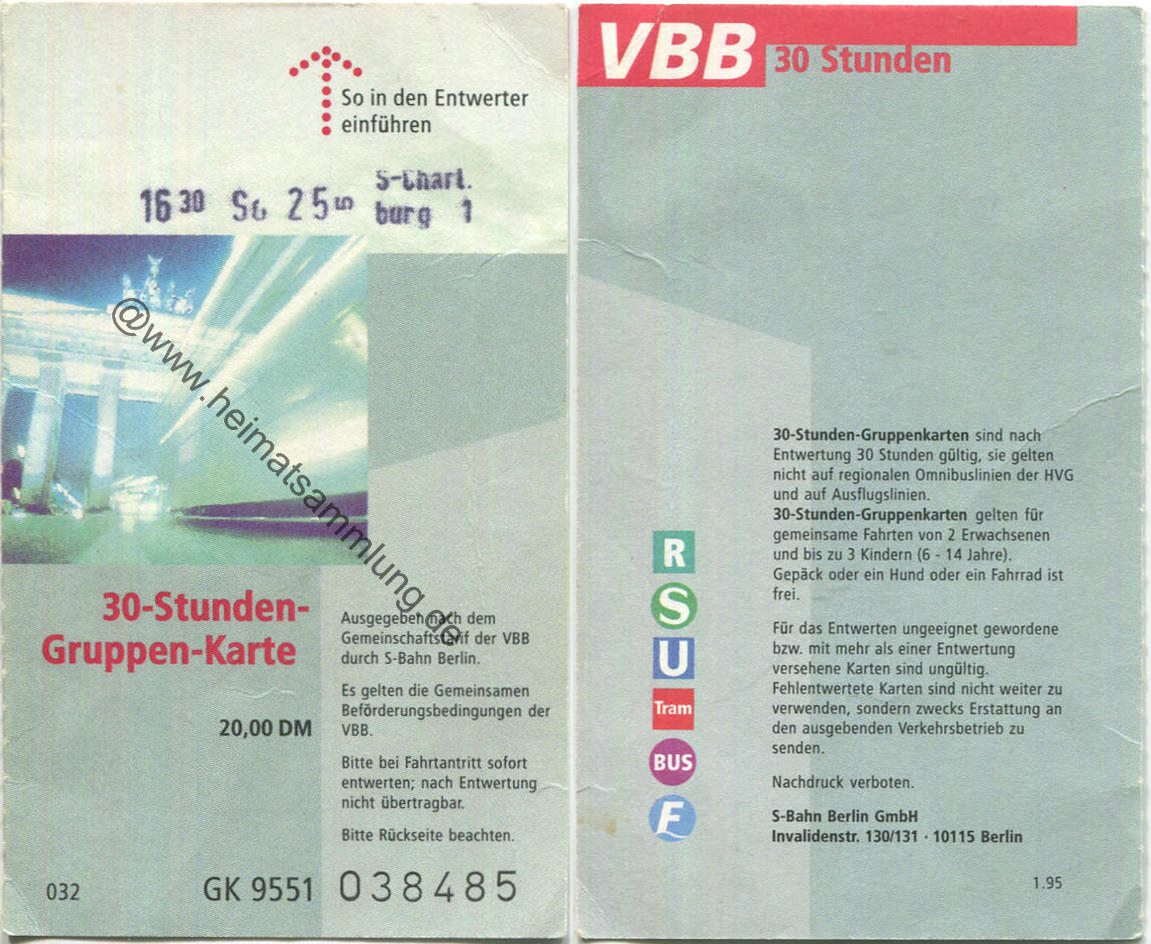 So in den Entwerter
einführen
16 30 So 25 5 S-Charl.
burg 1
@www.heimatsammlung.de
30-Stunden-
Gruppen-Karte
20,00 DM
Ausgegeben nach dem
Gemeinschaftstarif der VBB
durch S-Bahn Berlin.
Es gelten die Gemeinsamen
Beförderungsbedingungen der
VBB.
Bitte bei Fahrtantritt sofort
entwerten; nach Entwertung
nicht übertragbar.
Bitte Rückseite beachten.
032 GK 9551 038485
VBB 30 Stunden
30-Stunden-Gruppenkarten sind nach
Entwertung 30 Stunden gültig, sie gelten
nicht auf regionalen Omnibuslinien der HVG
und auf Ausflugslinien.
30-Stunden-Gruppenkarten gelten für
gemeinsame Fahrten von 2 Erwachsenen
und bis zu 3 Kindern (6 - 14 Jahre).
Gepäck oder ein Hund oder ein Fahrrad ist
frei.
Für das Entwerten ungeeignet gewordene
bzw. mit mehr als einer Entwertung
versehene Karten sind ungültig.
Fehlentwertete Karten sind nicht weiter zu
verwenden, sondern zwecks Erstattung an
den ausgebenden Verkehrsbetrieb zu
senden.
Nachdruck verboten.
S-Bahn Berlin GmbH
Invalidenstr. 130/131 · 10115 Berlin
R
S
U
Tram
BUS
F
1.95